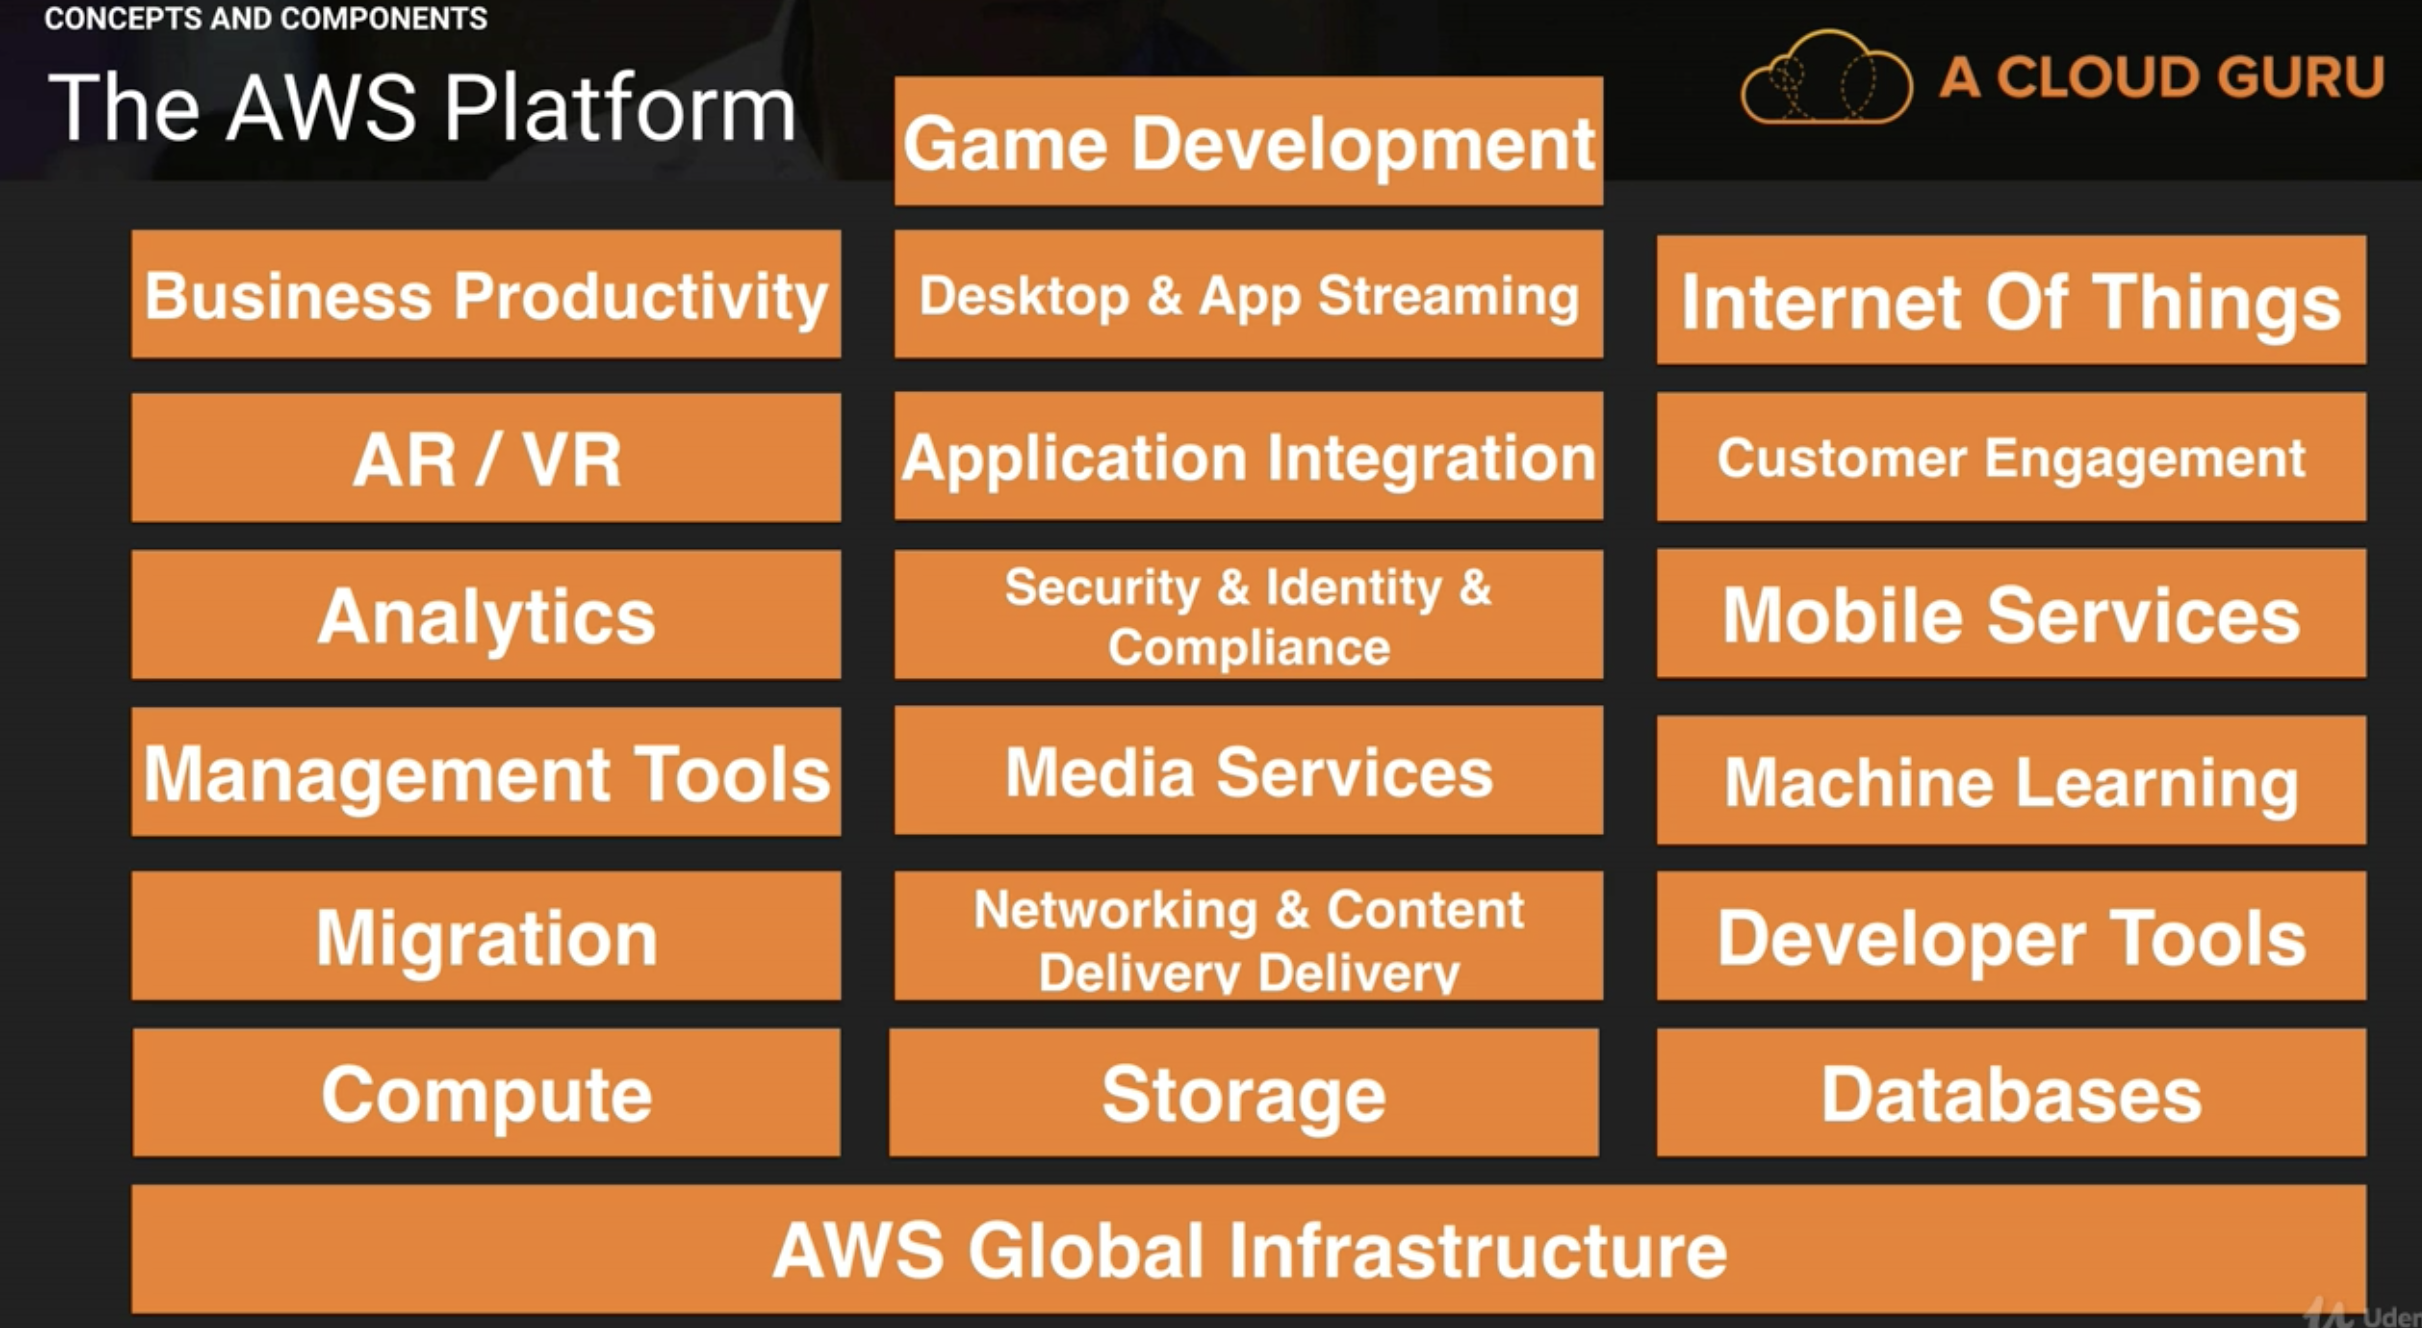 CONCEPTS AND COMPONENTS
The AWS Platform
A CLOUD GURU
Game Development
Business Productivity
Desktop & App Streaming
Internet Of Things
AR / VR
Application Integration
Customer Engagement
Analytics
Security & Identity &
Compliance
Mobile Services
Management Tools
Media Services
Machine Learning
Migration
Networking & Content
Delivery Delivery
Developer Tools
Compute
Storage
Databases
AWS Global Infrastructure